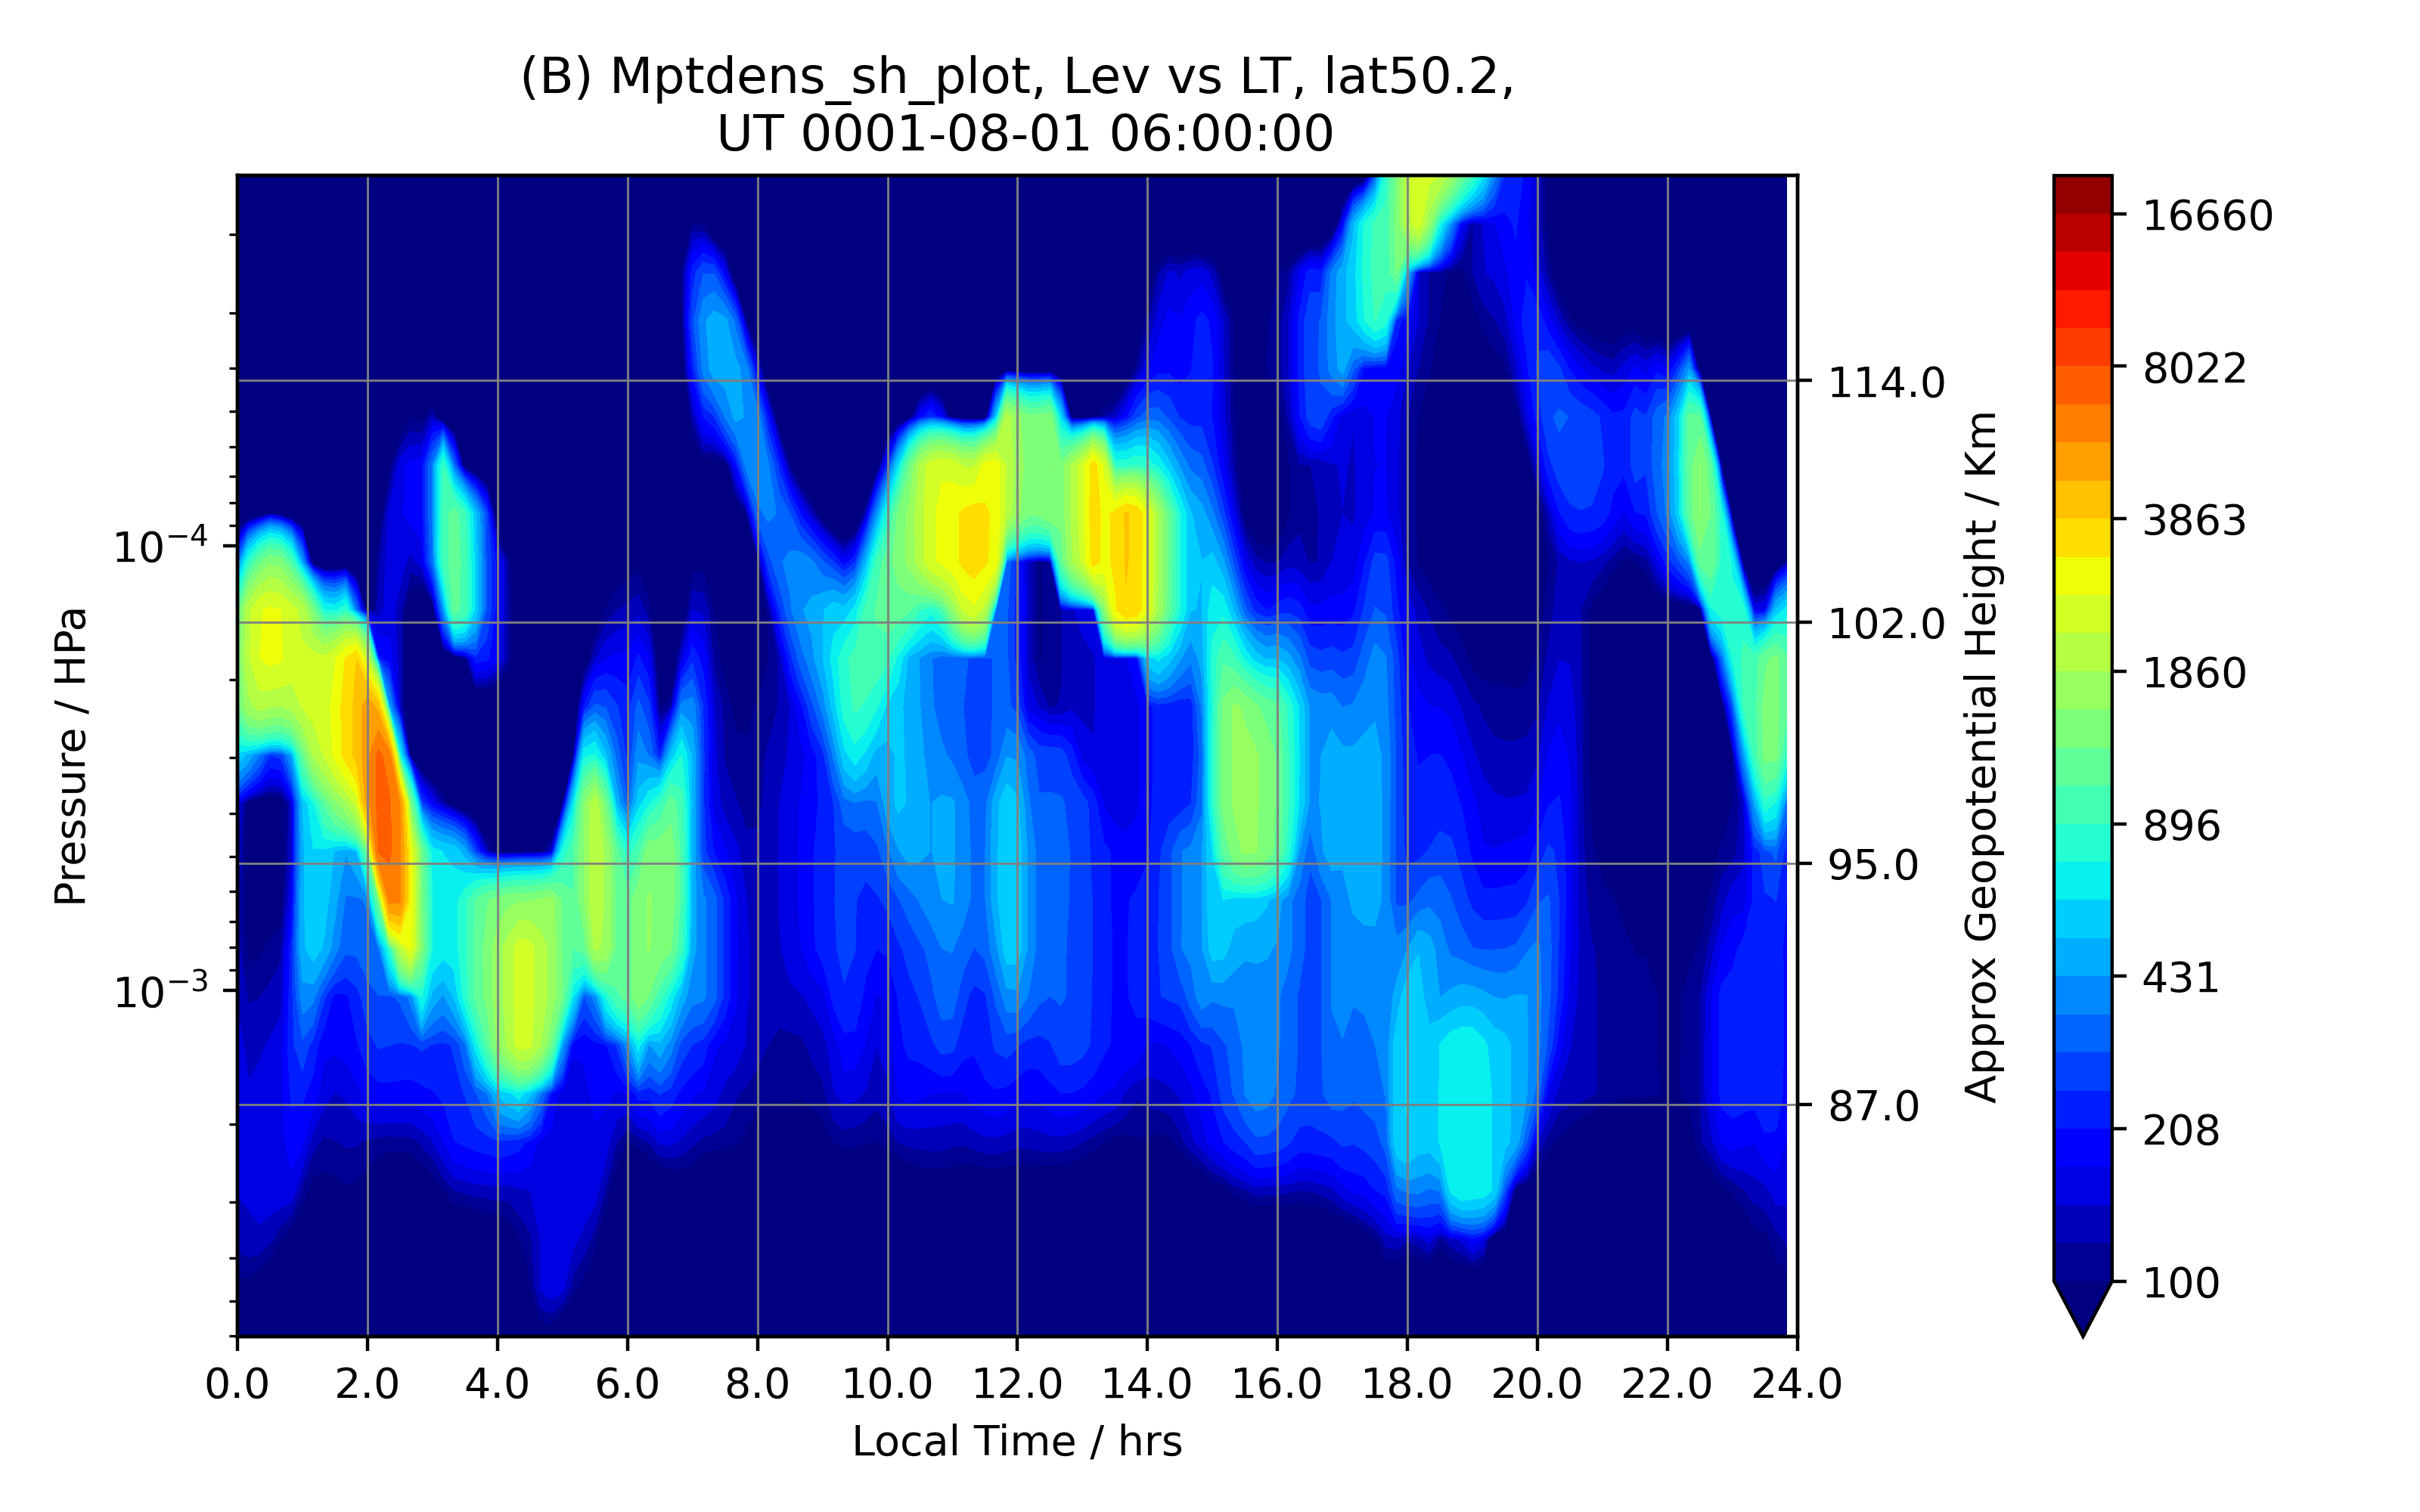 (B) Mptdens_sh_plot, Lev vs LT, lat50.2,
UT 0001-08-01 06:00:00
Pressure / HPa
10⁻⁴
10⁻³
0.0 2.0 4.0 6.0 8.0 10.0 12.0 14.0 16.0 18.0 20.0 22.0 24.0
Local Time / hrs
114.0
102.0
95.0
87.0
Approx Geopotential Height / Km
16660
8022
3863
1860
896
431
208
100